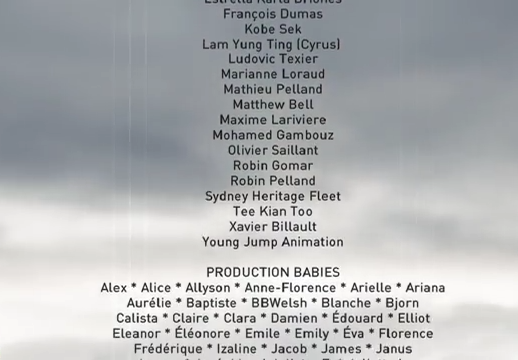 Estrella Karla Briones
François Dumas
Kobe Sek
Lam Yung Ting (Cyrus)
Ludovic Texier
Marianne Loraud
Mathieu Pelland
Matthew Bell
Maxime Lariviere
Mohamed Gambouz
Olivier Saillant
Robin Gomar
Robin Pelland
Sydney Heritage Fleet
Tee Kian Too
Xavier Billault
Young Jump Animation
PRODUCTION BABIES
Alex * Alice * Allyson * Anne-Florence * Arielle * Ariana
Aurélie * Baptiste * BBWelsh * Blanche * Bjorn
Calista * Claire * Clara * Damien * Édouard * Elliot
Eleanor * Éléonore * Emile * Emily * Éva * Florence
Frédérique * Izaline * Jacob * James * Janus